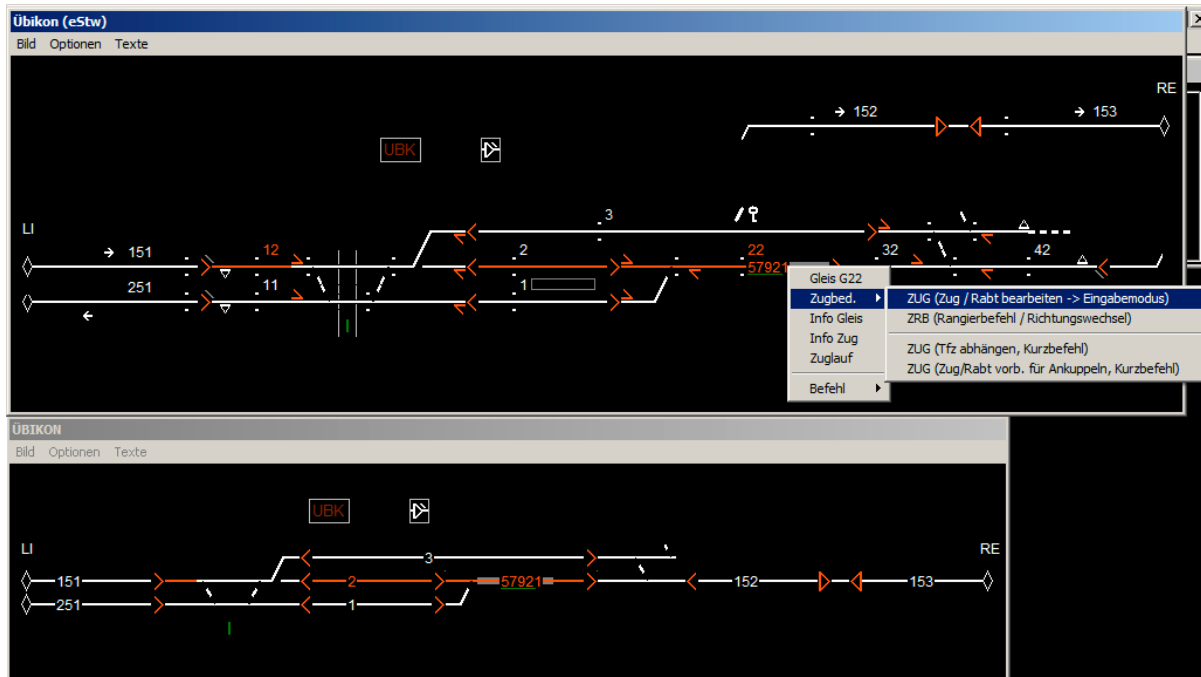 Übikon (eStw)
Bild Optionen Texte
RE
152 153
UBK
LI
3
151 12 2 22 32 42
57921
251 11 1
Gleis G22
Zugbed.
Info Gleis
Info Zug
Zuglauf
Befehl
ZUG (Zug / Rabt bearbeiten -> Eingabemodus)
ZRB (Rangierbefehl / Richtungswechsel)
ZUG (Tfz abhängen, Kurzbefehl)
ZUG (Zug/Rabt vorb. für Ankuppeln, Kurzbefehl)
ÜBIKON
Bild Optionen Texte
UBK
LI RE
3
151 2 57921 152 153
251 1